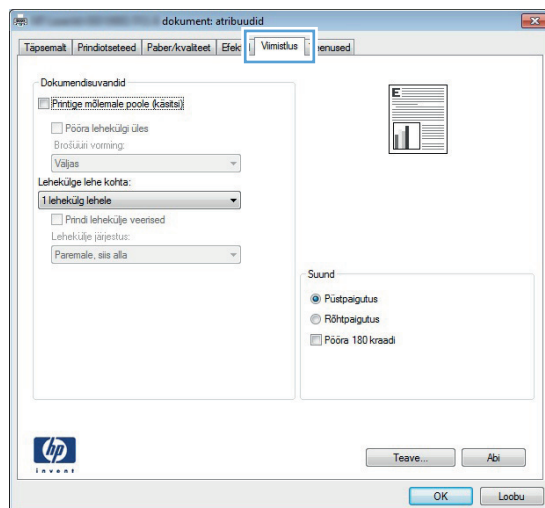 dokument: atribuudid
Täpsemalt
Prindiotseteed
Paber/kvaliteet
Viimistlus
Dokumendisuvandid
Printige mõlemale poole (käsitsi)
Pööra lehekülgi üles
Brošüüri vorming:
Väljas
Lehekülge lehe kohta:
1 lehekülg lehele
Prindi lehekülje veerised
Lehekülje järjestus:
Paremale, siis alla
E
Suund
Püstpaigutus
Rõhtpaigutus
Pööra 180 kraadi
hp
invent
Teave...
Abi
OK
Loobu